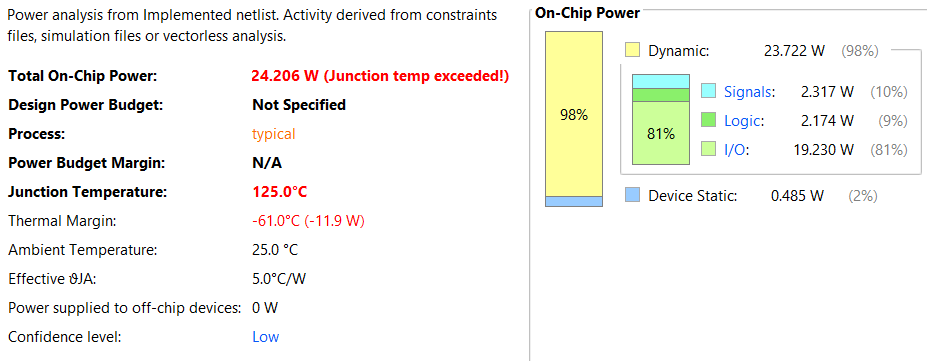 Power analysis from Implemented netlist. Activity derived from constraints
files, simulation files or vectorless analysis.
Total On-Chip Power: 24.206 W (Junction temp exceeded!)
Design Power Budget: Not Specified
Process: typical
Power Budget Margin: N/A
Junction Temperature: 125.0°C
Thermal Margin: -61.0°C (-11.9 W)
Ambient Temperature: 25.0 °C
Effective ϑJA: 5.0°C/W
Power supplied to off-chip devices: 0 W
Confidence level: Low
On-Chip Power
98%
Dynamic: 23.722 W (98%)
81%
Signals: 2.317 W (10%)
Logic: 2.174 W (9%)
I/O: 19.230 W (81%)
Device Static: 0.485 W (2%)